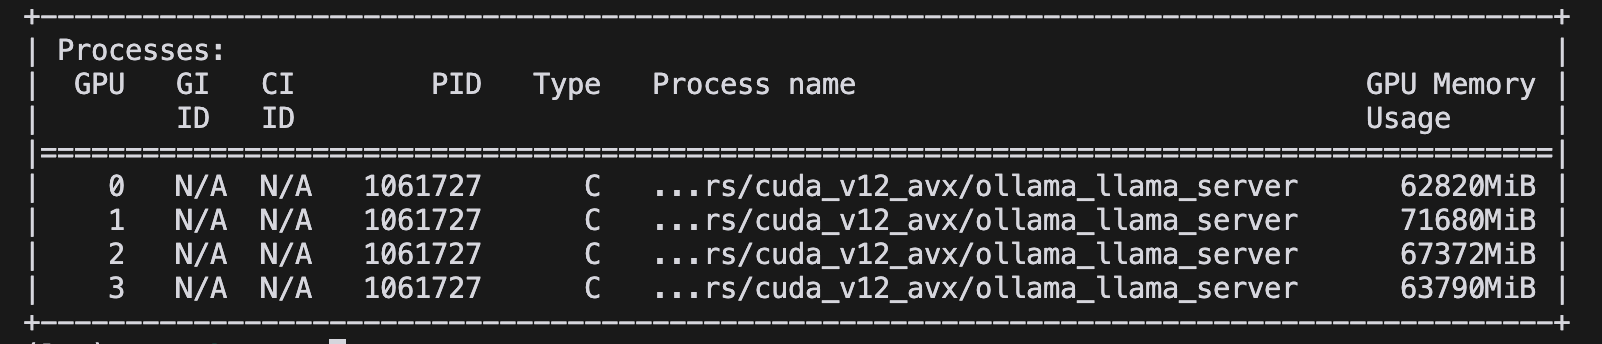 Processes:
GPU GI CI PID Type Process name GPU Memory
ID ID Usage
0 N/A N/A 1061727 C ...rs/cuda_v12_avx/ollama_llama_server 62820MiB
1 N/A N/A 1061727 C ...rs/cuda_v12_avx/ollama_llama_server 71680MiB
2 N/A N/A 1061727 C ...rs/cuda_v12_avx/ollama_llama_server 67372MiB
3 N/A N/A 1061727 C ...rs/cuda_v12_avx/ollama_llama_server 63790MiB